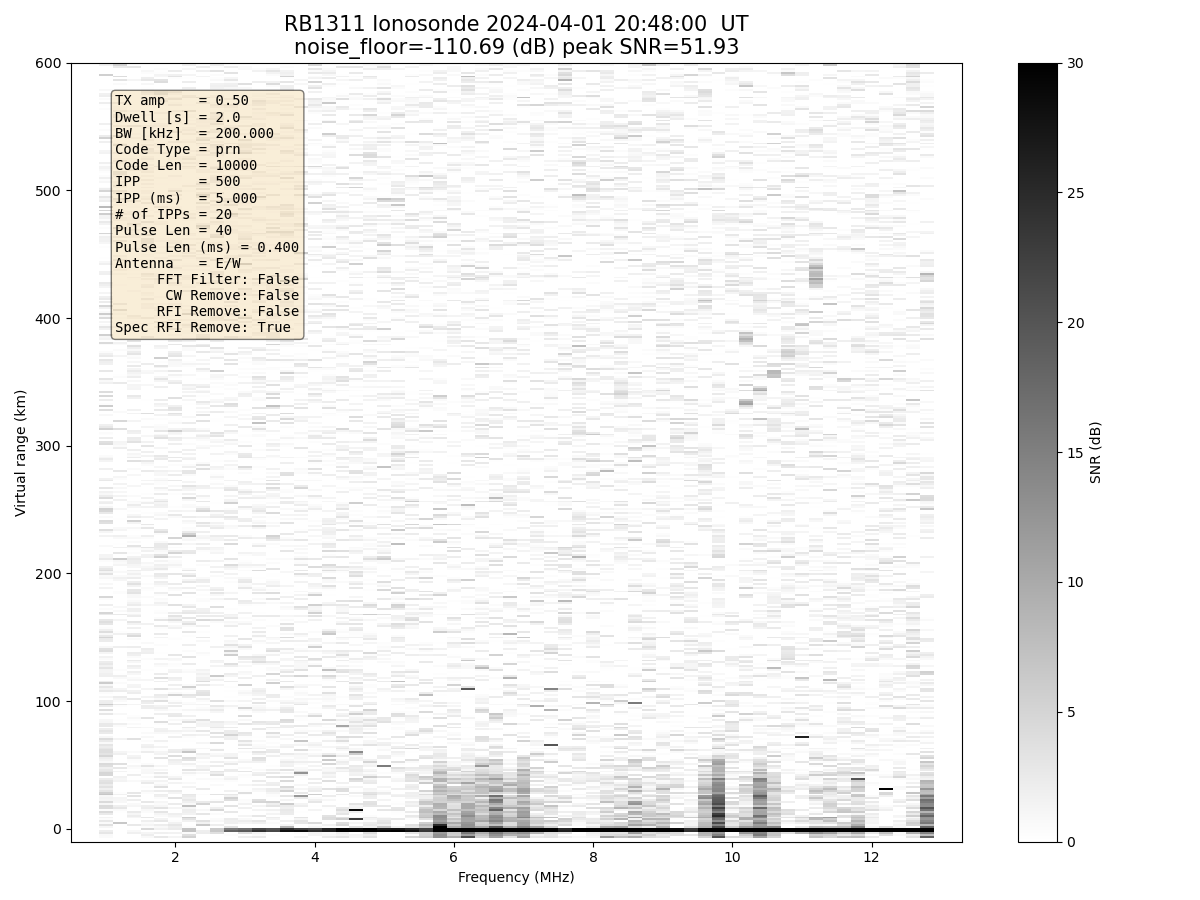 RB1311 Ionosonde 2024-04-01 20:48:00  UT
noise_floor=-110.69 (dB) peak SNR=51.93
TX amp    = 0.50
Dwell [s] = 2.0
BW [kHz]  = 200.000
Code Type = prn
Code Len  = 10000
IPP       = 500
IPP (ms)  = 5.000
# of IPPs = 20
Pulse Len = 40
Pulse Len (ms) = 0.400
Antenna   = E/W
FFT Filter: False
CW Remove: False
RFI Remove: False
Spec RFI Remove: True
600
500
400
300
200
100
0
Virtual range (km)
2
4
6
8
10
12
Frequency (MHz)
30
25
20
15
10
5
0
SNR (dB)